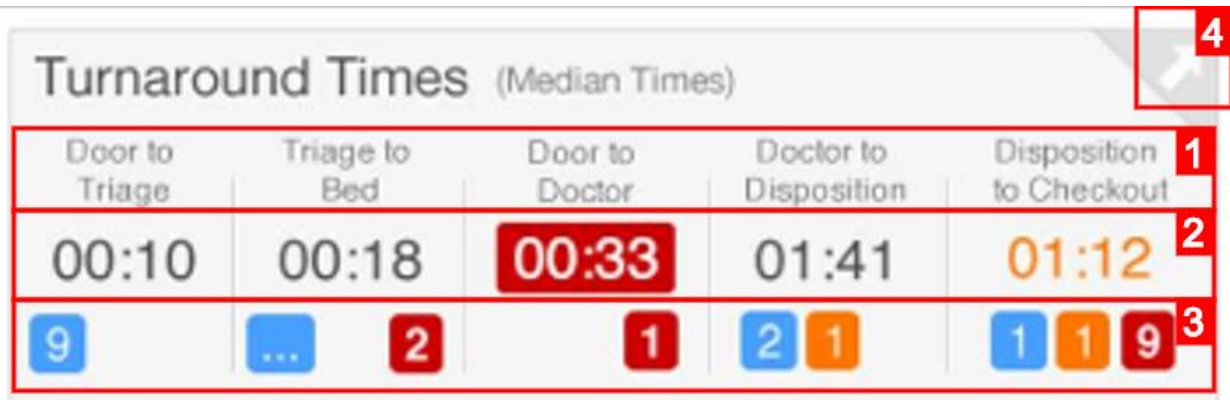 4
Turnaround Times (Median Times)
Door to Triage to Door to Doctor to Disposition 1
Triage Bed Doctor Disposition to Checkout
00:10 00:18 00:33 01:41 01:12 2
9 ... 2 1 2 1 1 1 9 3